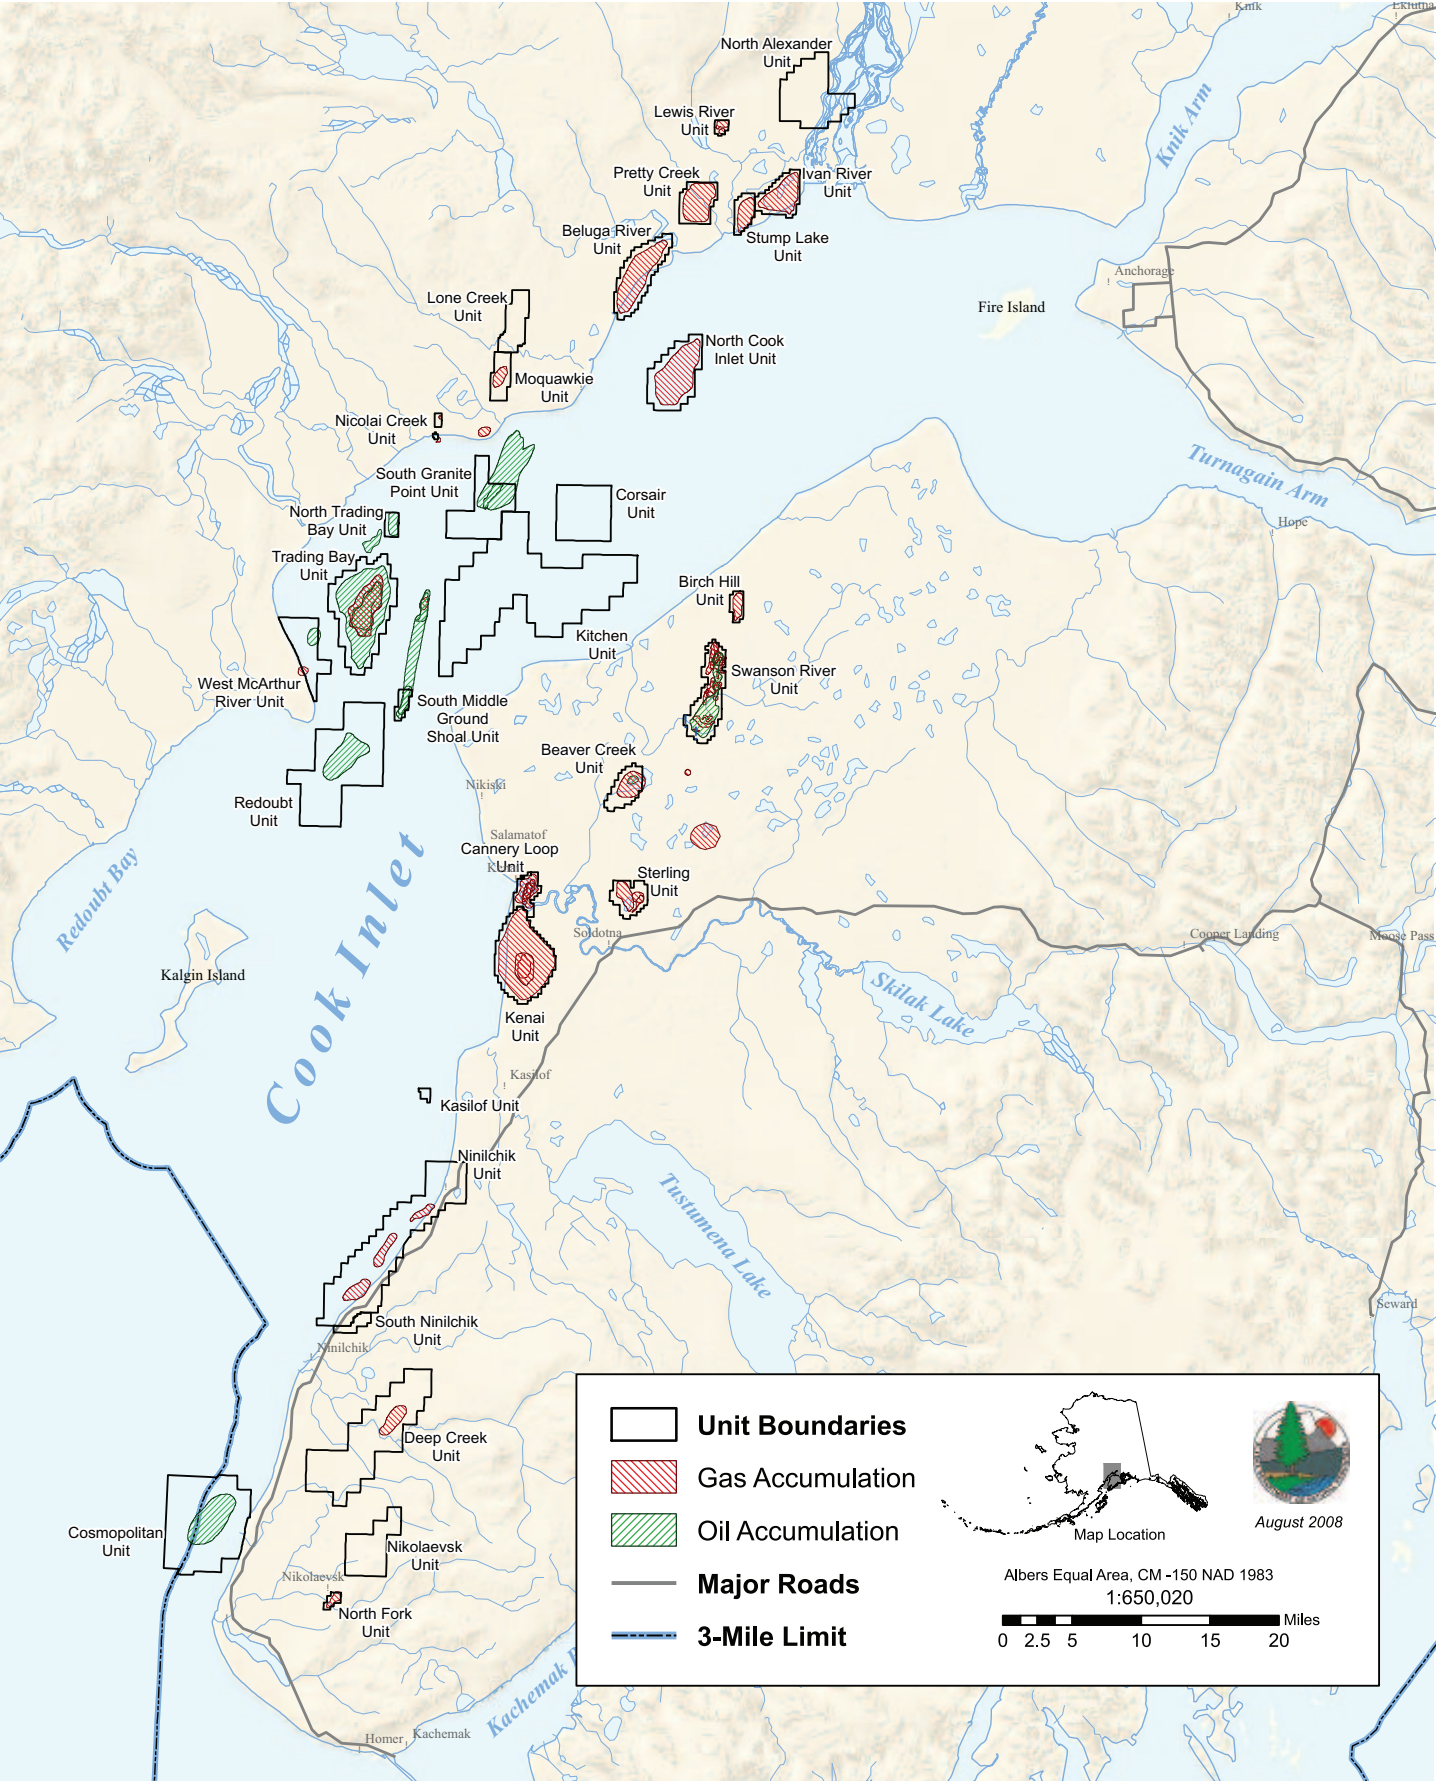 Knik
Eklutna
North Alexander
Unit
Knik Arm
Lewis River
Unit
Pretty Creek
Unit
Ivan River
Unit
Beluga River
Unit
Stump Lake
Unit
Anchorage
Lone Creek
Unit
Fire Island
North Cook
Inlet Unit
Moquawkie
Unit
Nicolai Creek
Unit
South Granite
Point Unit
Turnagain Arm
Corsair
Unit
North Trading
Bay Unit
Hope
Trading Bay
Unit
Birch Hill
Unit
Kitchen
Unit
Swanson River
Unit
West McArthur
River Unit
South Middle
Ground
Shoal Unit
Beaver Creek
Unit
Nikiski
Redoubt
Unit
Salamatof
Cannery Loop
Unit
Sterling
Unit
Redoubt Bay
Cook Inlet
Soldotna
Cooper Landing
Moose Pass
Kalgin Island
Skilak Lake
Kenai
Unit
Kasilof
Kasilof Unit
Ninilchik
Unit
Tustumena Lake
Seward
South Ninilchik
Unit
Ninilchik
Deep Creek
Unit
Cosmopolitan
Unit
Nikolaevsk
Unit
Nikolaevsk
North Fork
Unit
Homer
Kachemak
Kachemak
Unit Boundaries
Gas Accumulation
Oil Accumulation
Major Roads
3-Mile Limit
Map Location
August 2008
Albers Equal Area, CM -150 NAD 1983
1:650,020
Miles
0 2.5 5 10 15 20